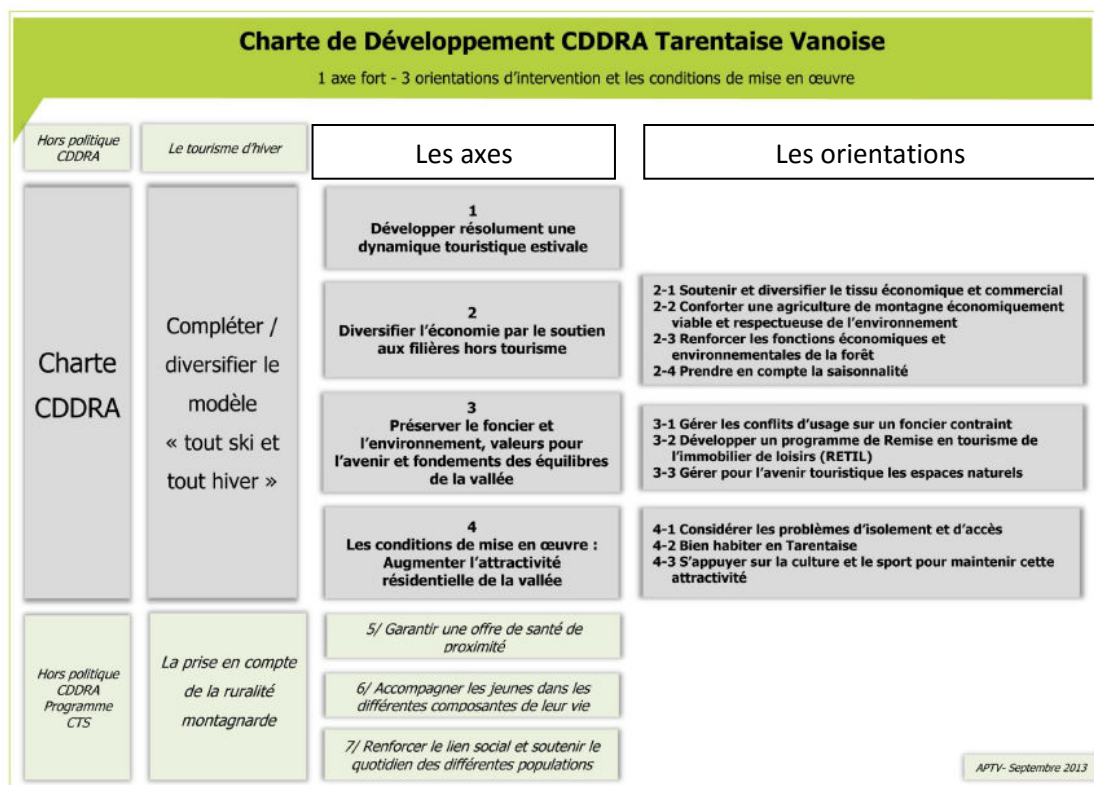 Charte de Développement CDDRA Tarentaise Vanoise
1 axe fort - 3 orientations d'intervention et les conditions de mise en œuvre
Hors politique
CDDRA
Le tourisme d'hiver
Les axes
Les orientations
Charte
CDDRA
Compléter /
diversifier le
modèle
« tout ski et
tout hiver »
1
Développer résolument une
dynamique touristique estivale
2
Diversifier l'économie par le soutien
aux filières hors tourisme
2-1 Soutenir et diversifier le tissu économique et commercial
2-2 Conforter une agriculture de montagne économiquement
viable et respectueuse de l'environnement
2-3 Renforcer les fonctions économiques et
environnementales de la forêt
2-4 Prendre en compte la saisonnalité
3
Préserver le foncier et
l'environnement, valeurs pour
l'avenir et fondements des équilibres
de la vallée
3-1 Gérer les conflits d'usage sur un foncier contraint
3-2 Développer un programme de Remise en tourisme de
l'immobilier de loisirs (RETIL)
3-3 Gérer pour l'avenir touristique les espaces naturels
4
Les conditions de mise en œuvre :
Augmenter l'attractivité
résidentielle de la vallée
4-1 Considérer les problèmes d'isolement et d'accès
4-2 Bien habiter en Tarentaise
4-3 S'appuyer sur la culture et le sport pour maintenir cette
attractivité
Hors politique
CDDRA
Programme
CTS
La prise en compte
de la ruralité
montagnarde
5/ Garantir une offre de santé de
proximité
6/ Accompagner les jeunes dans les
différentes composantes de leur vie
7/ Renforcer le lien social et soutenir le
quotidien des différentes populations
APTV- Septembre 2013